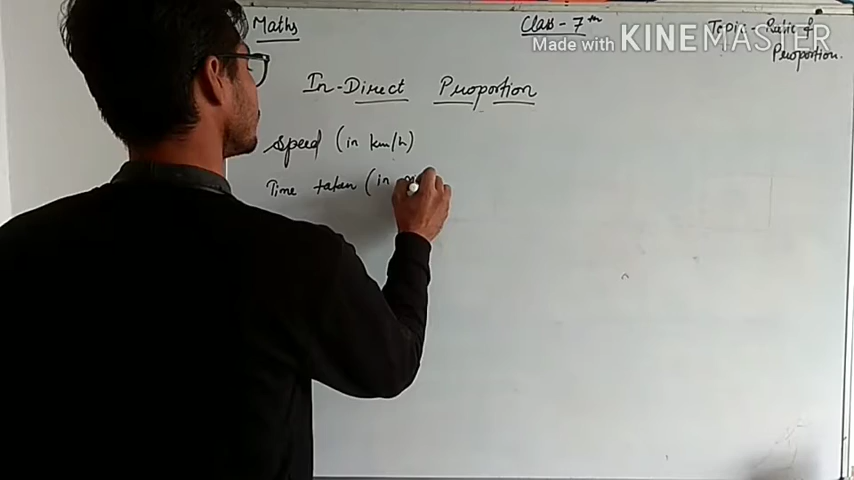 Maths
Class - 7th
Topic - Ratio &
Proportion.
Made with KINEMASTER
In-Direct Proportion
Speed (in km/h)
Time taken (in